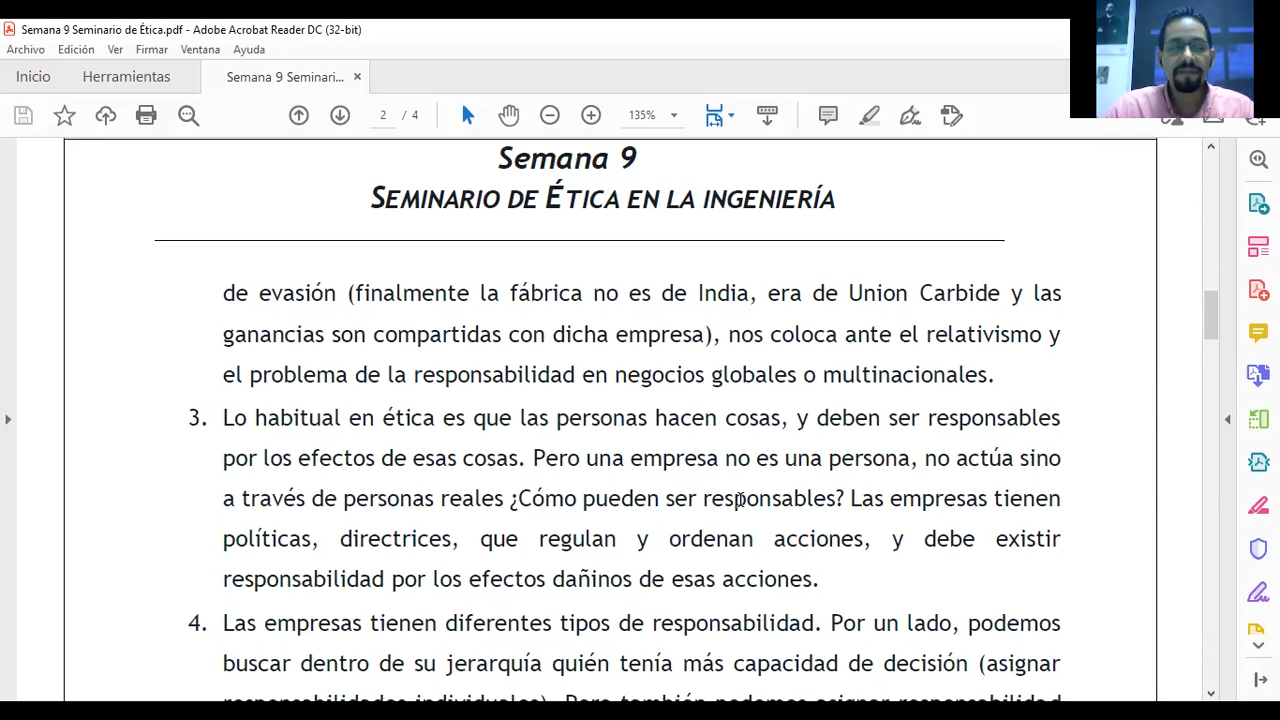 Semana 9 Seminario de Ética.pdf - Adobe Acrobat Reader DC (32-bit)
Archivo Edición Ver Firmar Ventana Ayuda
Inicio Herramientas Semana 9 Seminari...
2 / 4 135%
Semana 9
SEMINARIO DE ÉTICA EN LA INGENIERÍA
de evasión (finalmente la fábrica no es de India, era de Union Carbide y las
ganancias son compartidas con dicha empresa), nos coloca ante el relativismo y
el problema de la responsabilidad en negocios globales o multinacionales.
3. Lo habitual en ética es que las personas hacen cosas, y deben ser responsables
por los efectos de esas cosas. Pero una empresa no es una persona, no actúa sino
a través de personas reales ¿Cómo pueden ser responsables? Las empresas tienen
políticas, directrices, que regulan y ordenan acciones, y debe existir
responsabilidad por los efectos dañinos de esas acciones.
4. Las empresas tienen diferentes tipos de responsabilidad. Por un lado, podemos
buscar dentro de su jerarquía quién tenía más capacidad de decisión (asignar
responsabilidades individuales). Pero también podemos asignar responsabilidad